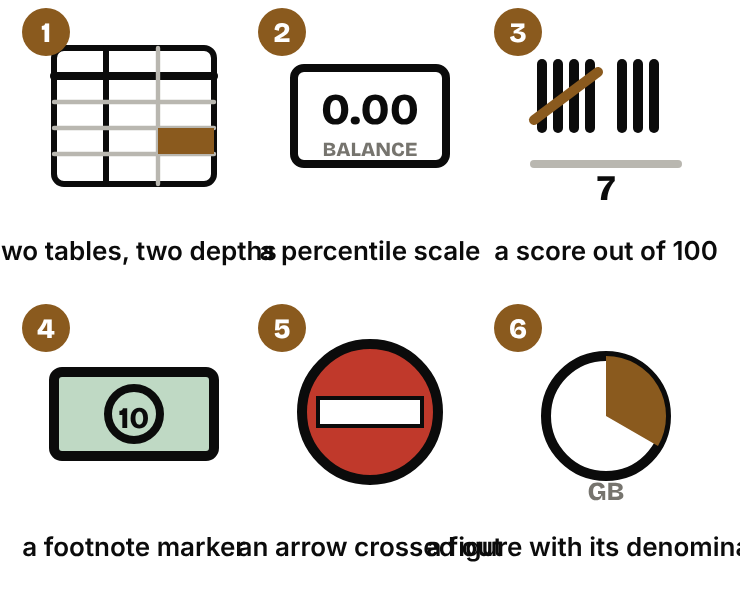 1 2 3
0.00
BALANCE
7
wo tables, two depths a percentile scale a score out of 100
4 5 6
10
GB
a footnote marker an arrow crossed out a figure with its denomina